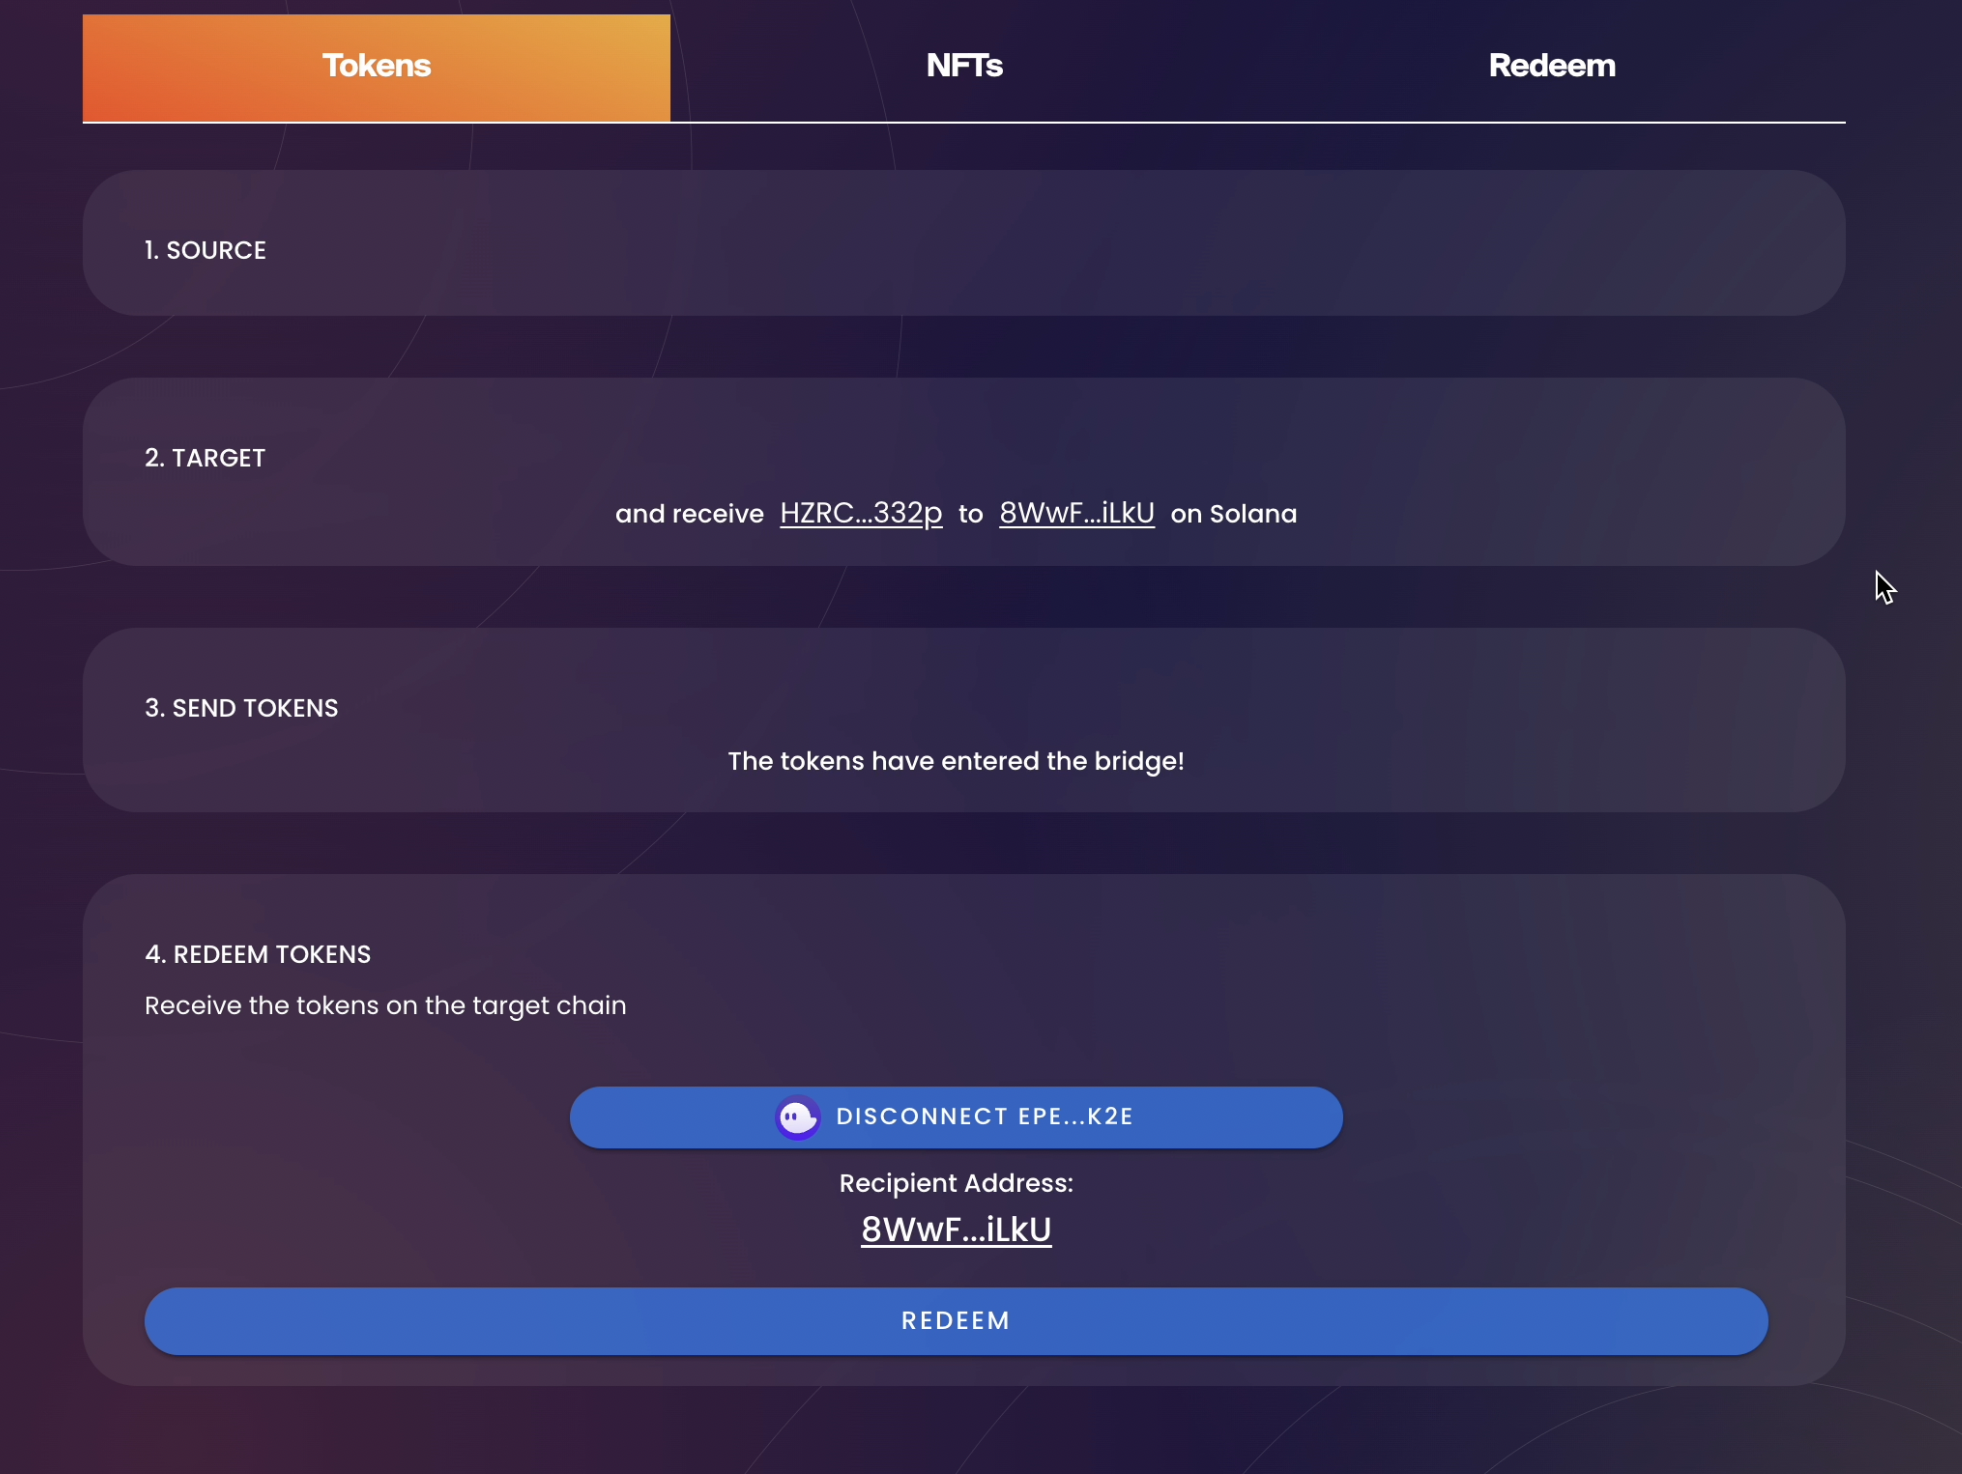 Tokens NFTs Redeem
1. SOURCE
2. TARGET
and receive HZRC...332p to 8WwF...iLkU on Solana
3. SEND TOKENS
The tokens have entered the bridge!
4. REDEEM TOKENS
Receive the tokens on the target chain
DISCONNECT EPE...K2E
Recipient Address:
8WwF...iLkU
REDEEM